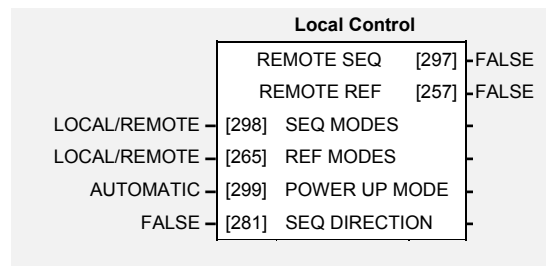 Local Control
REMOTE SEQ [297] FALSE
REMOTE REF [257] FALSE
LOCAL/REMOTE [298] SEQ MODES
LOCAL/REMOTE [265] REF MODES
AUTOMATIC [299] POWER UP MODE
FALSE [281] SEQ DIRECTION